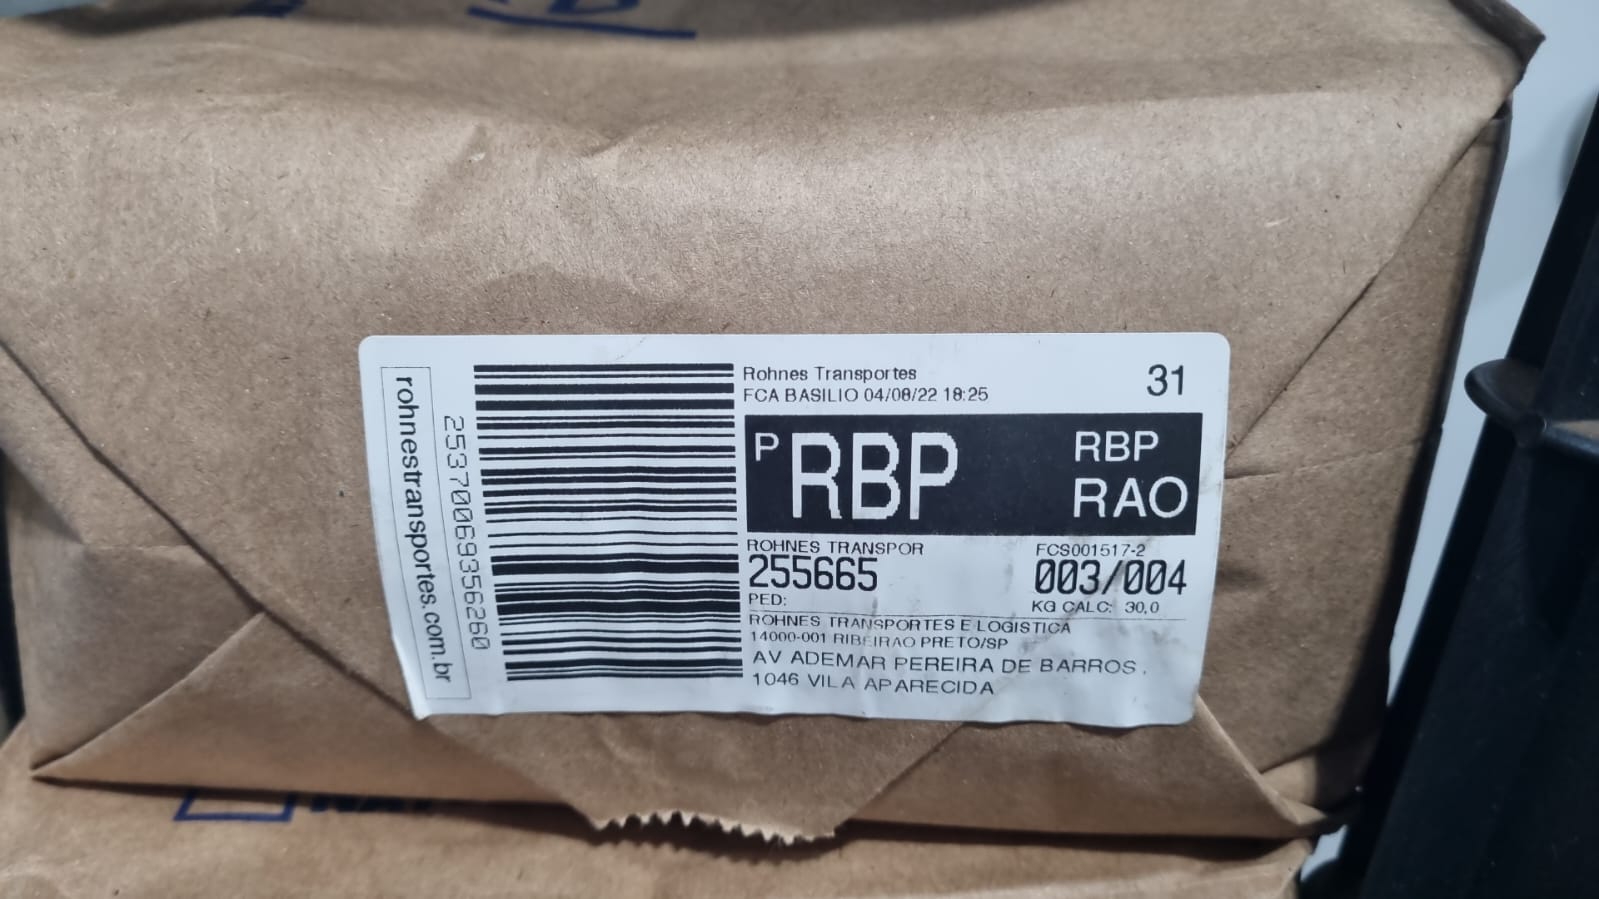 rohnestransportes.com.br
2537006935626​0
Rohnes Transportes
FCA BASILIO 04/08/22 18:25
31
P RBP
RBP
RAO
ROHNES TRANSPOR
255665
PED:
FCS001517-2
003/004
KG CALC: 30,0
ROHNES TRANSPORTES E LOGISTICA
14000-001 RIBEIRAO PRETO/SP
AV ADEMAR PEREIRA DE BARROS ,
1046 VILA APARECIDA